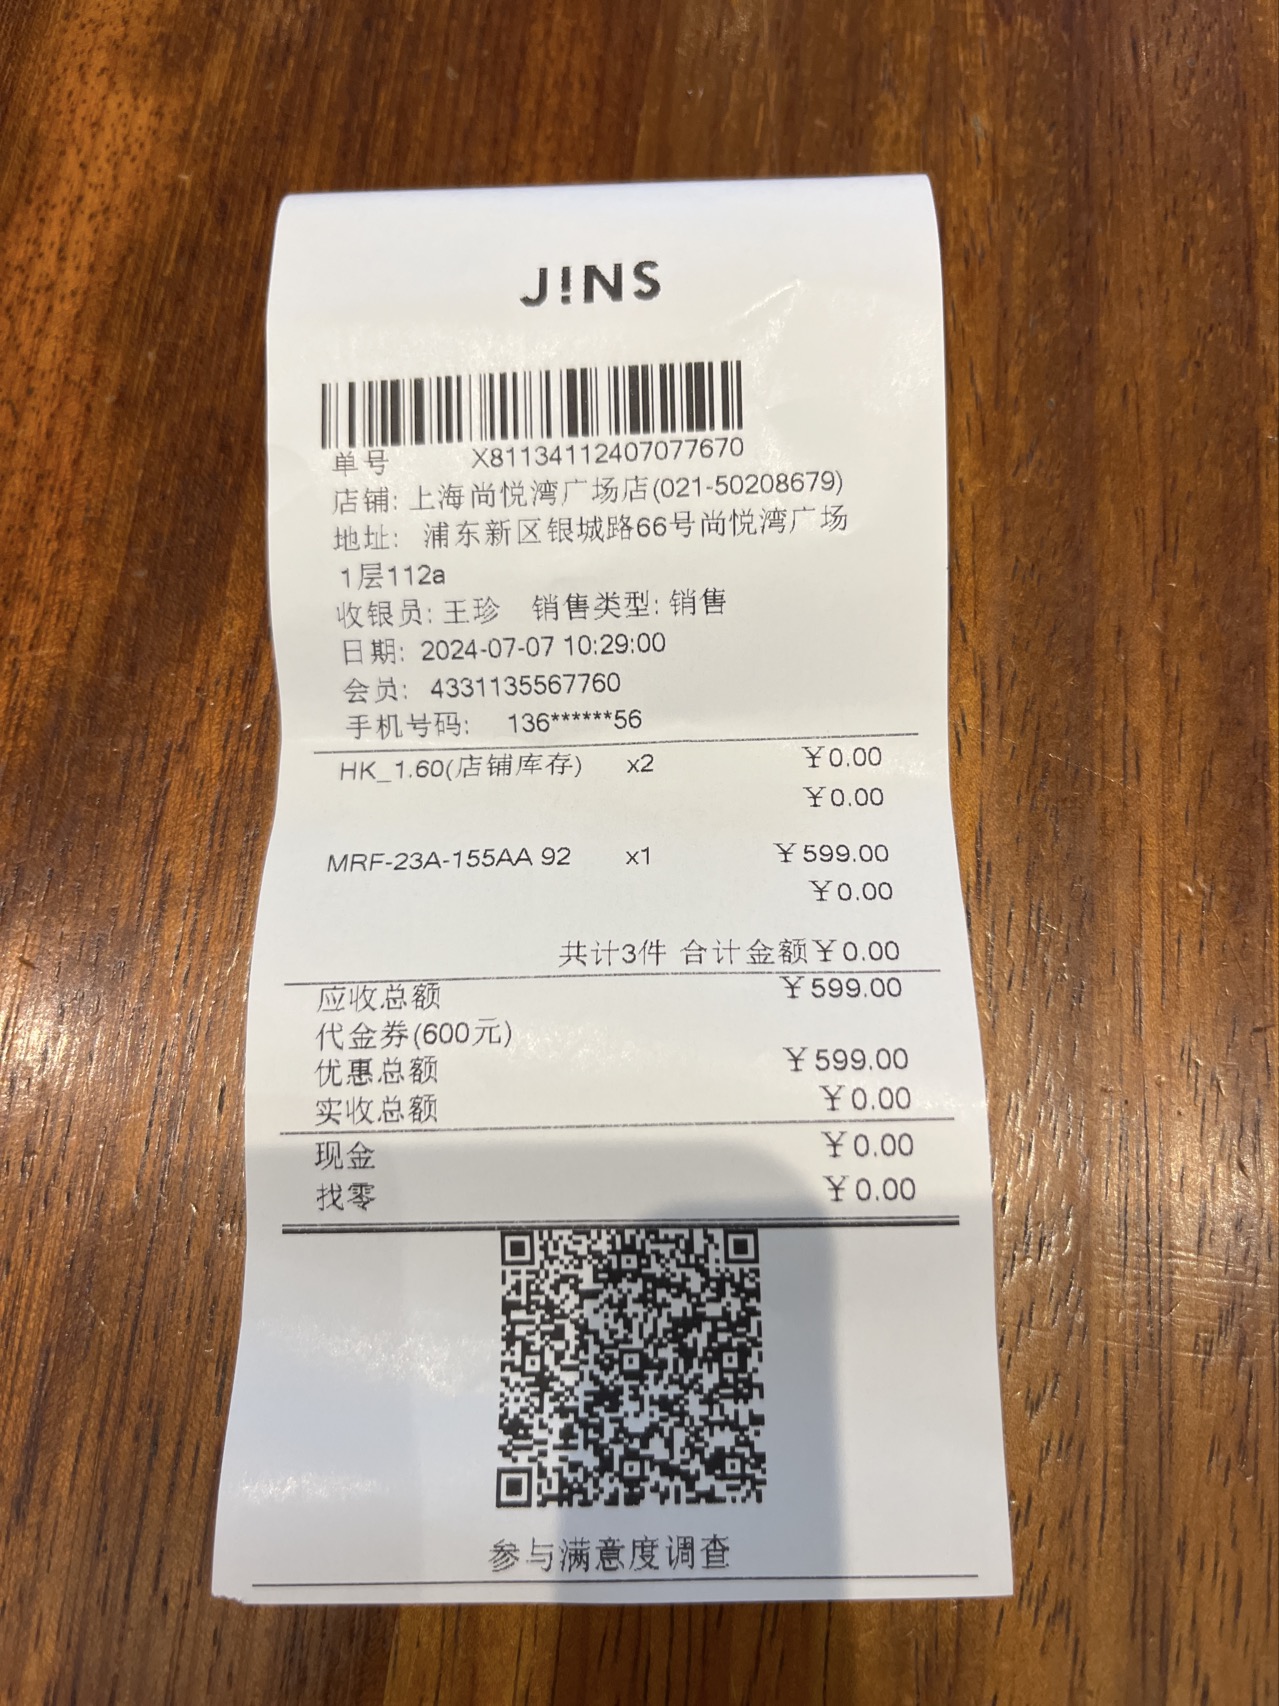 J!NS
单号 X81134112407077670
店铺: 上海尚悦湾广场店(021-50208679)
地址: 浦东新区银城路66号尚悦湾广场
1层112a
收银员: 王珍 销售类型: 销售
日期: 2024-07-07 10:29:00
会员: 4331135567760
手机号码: 136******56
HK_1.60(店铺库存) x2 ¥0.00
¥0.00
MRF-23A-155AA 92 x1 ¥599.00
¥0.00
共计3件 合计金额¥0.00
应收总额 ¥599.00
代金券(600元)
优惠总额 ¥599.00
实收总额 ¥0.00
现金 ¥0.00
找零 ¥0.00
参与满意度调查